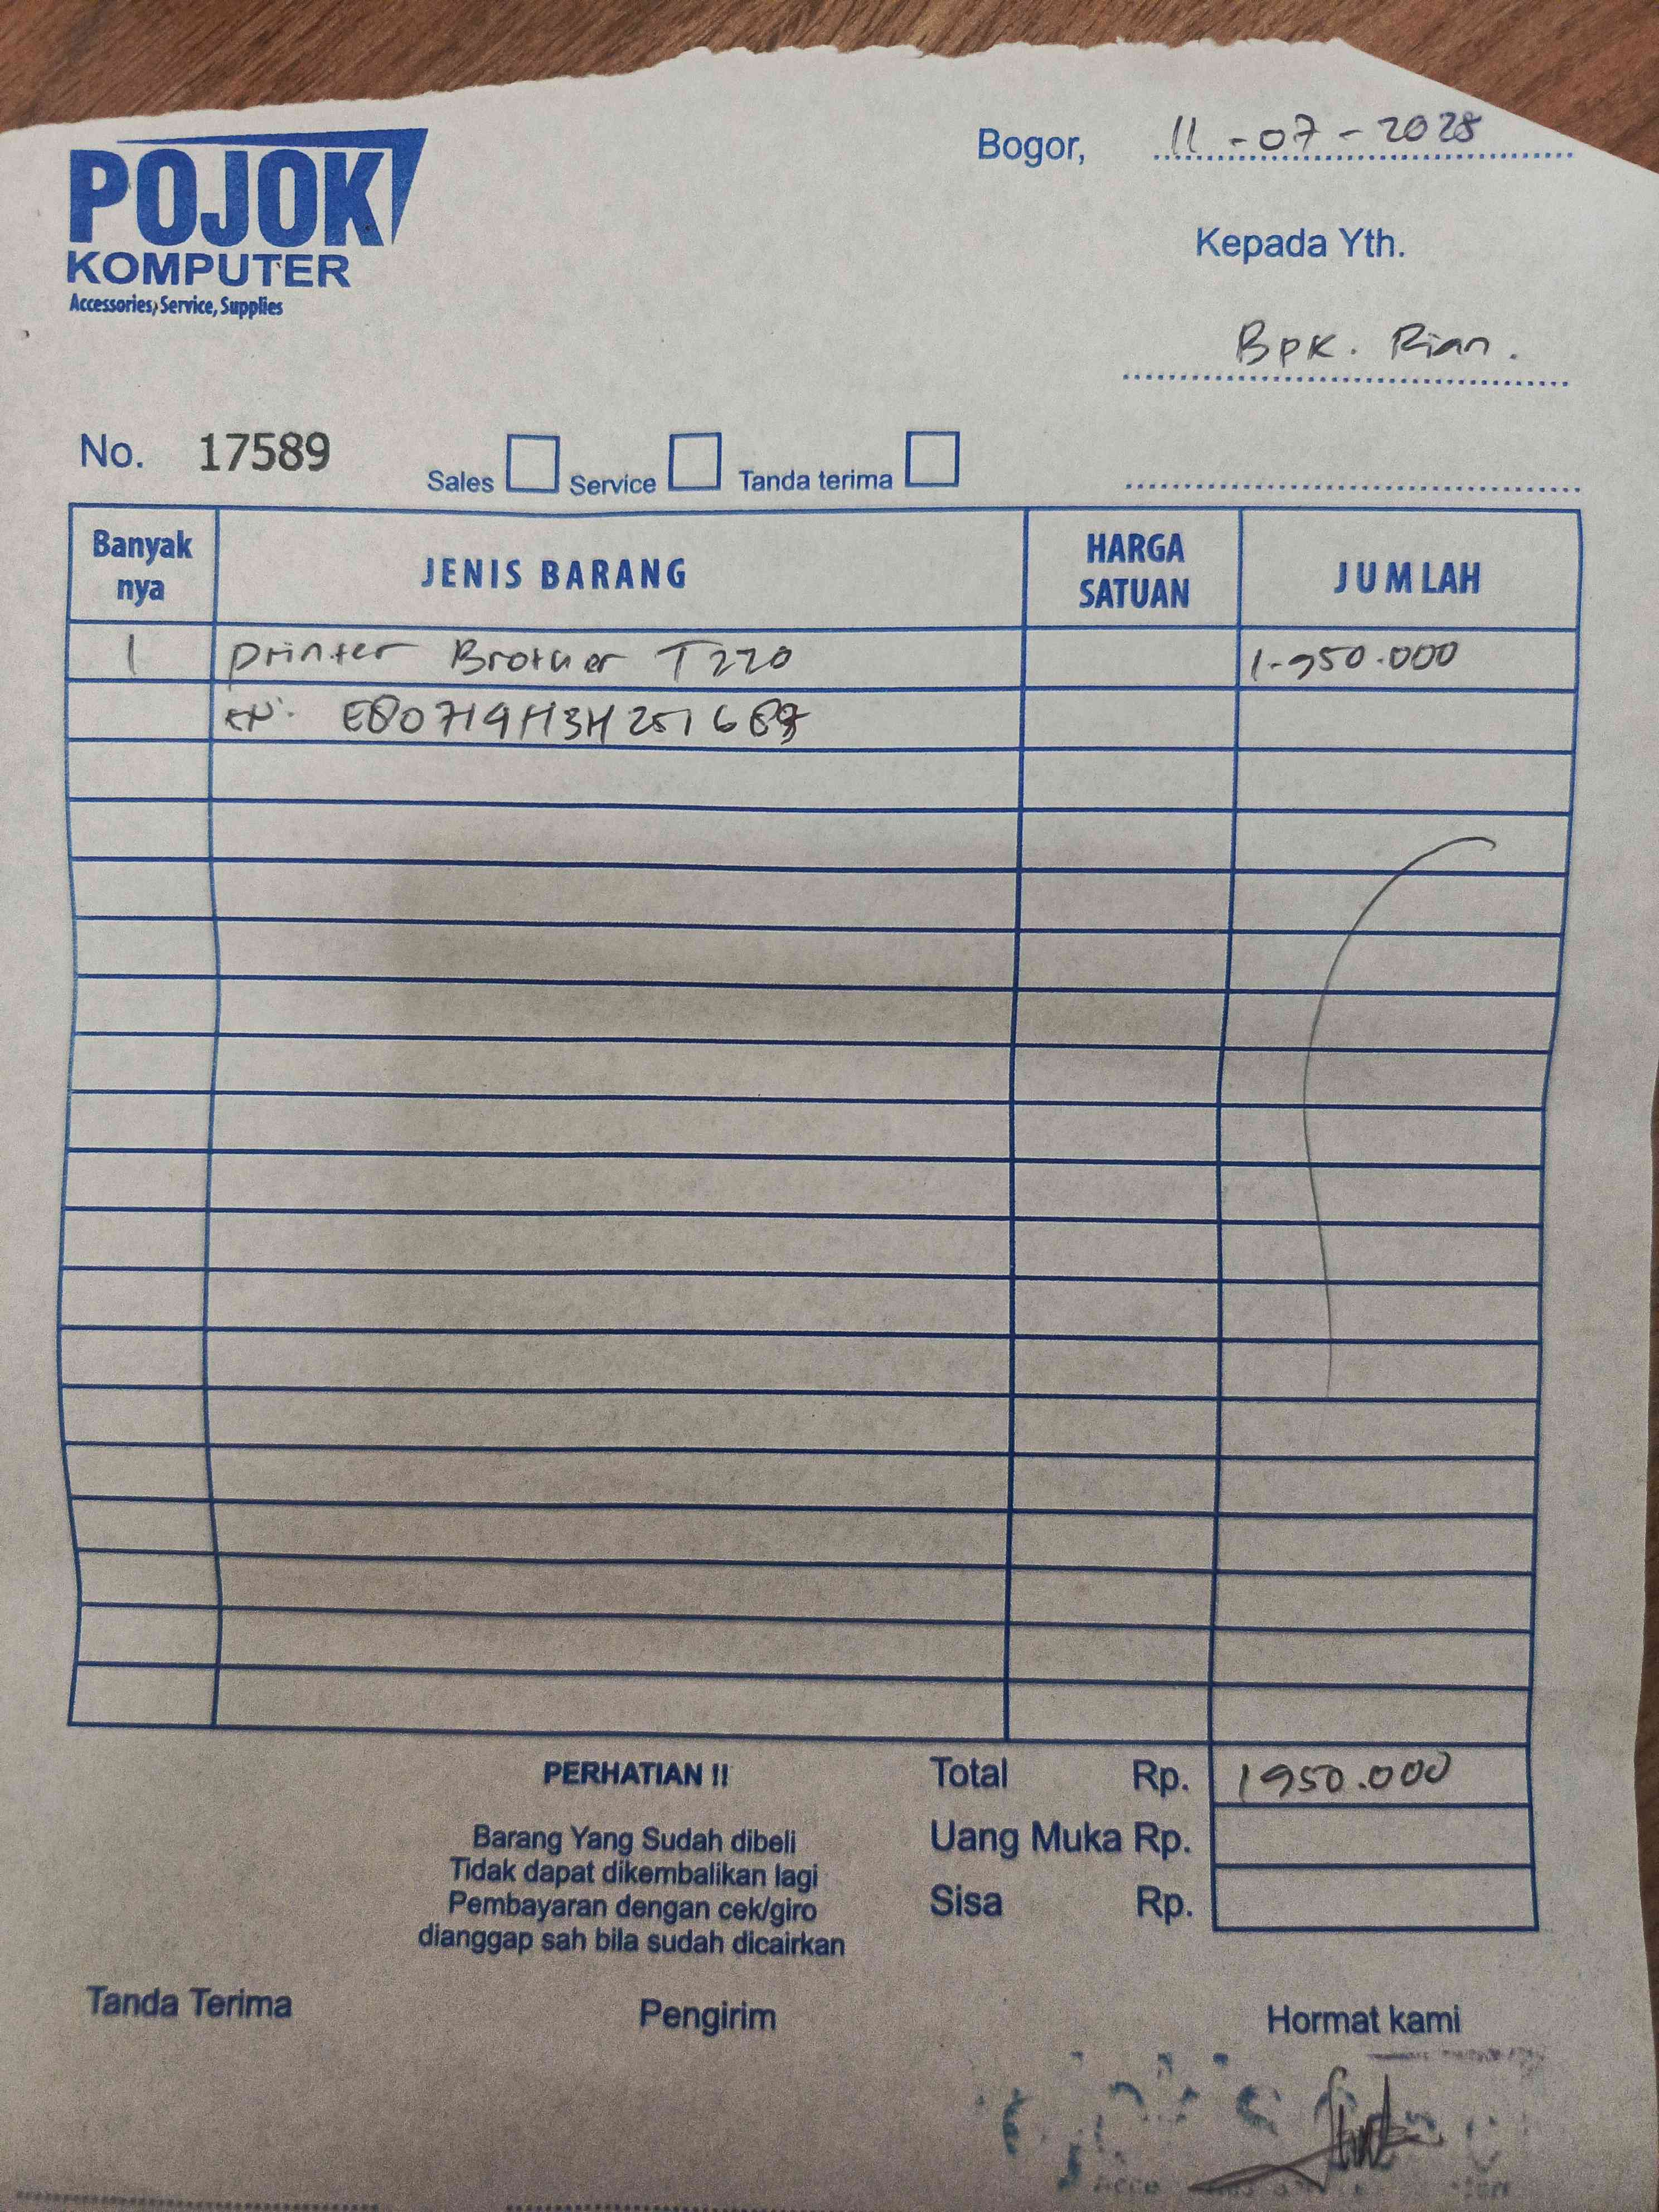 POJOK
KOMPUTER
Accessories, Service, Supplies
Bogor, 11-07-2025
Kepada Yth.
Bpk. Rian.
No. 17589
Sales Service Tanda terima
Banyak nya JENIS BARANG HARGA SATUAN JUMLAH
1 Printer Brother T220 1.950.000
Total Rp. 1950.000
Uang Muka Rp.
Sisa Rp.
PERHATIAN !!
Barang Yang Sudah dibeli
Tidak dapat dikembalikan lagi
Pembayaran dengan cek/giro
dianggap sah bila sudah dicairkan
Tanda Terima Pengirim Hormat kami